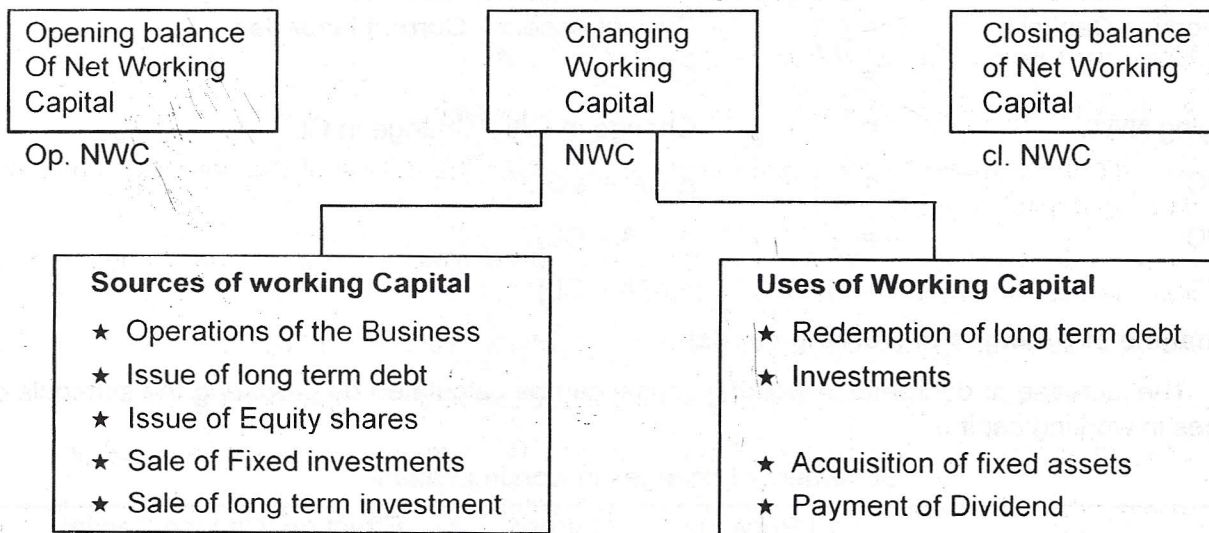 Opening balance
Of Net Working
Capital
Op. NWC
Changing
Working
Capital
NWC
Closing balance
of Net Working
Capital
cl. NWC
Sources of working Capital
★ Operations of the Business
★ Issue of long term debt
★ Issue of Equity shares
★ Sale of Fixed investments
★ Sale of long term investment
Uses of Working Capital
★ Redemption of long term debt
★ Investments
★ Acquisition of fixed assets
★ Payment of Dividend